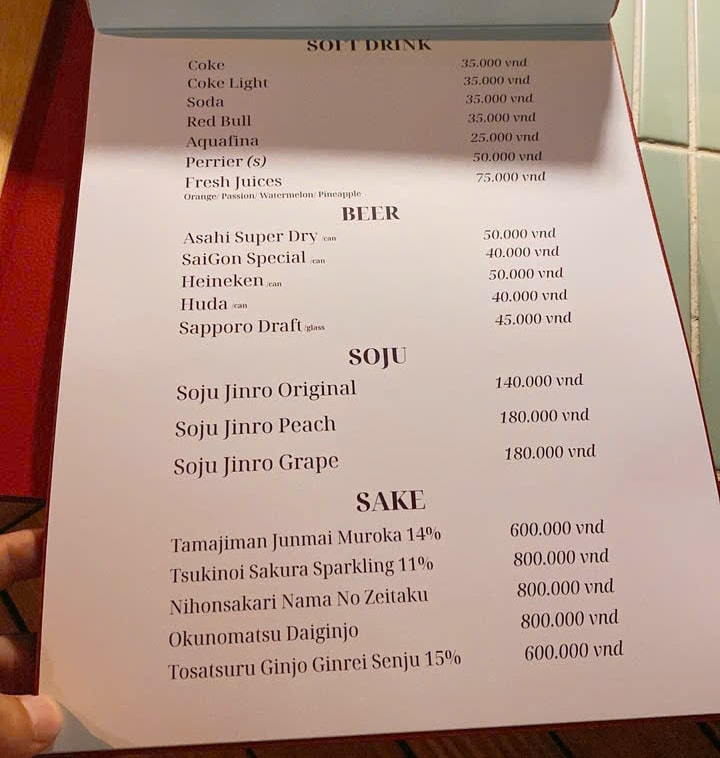 SOFT DRINK
Coke 35.000 vnd
Coke Light 35.000 vnd
Soda 35.000 vnd
Red Bull 35.000 vnd
Aquafina 25.000 vnd
Perrier (s) 50.000 vnd
Fresh Juices 75.000 vnd
Orange/ Passion/ Watermelon/ Pineapple
BEER
Asahi Super Dry /can 50.000 vnd
SaiGon Special /can 40.000 vnd
Heineken /can 50.000 vnd
Huda /can 40.000 vnd
Sapporo Draft /glass 45.000 vnd
SOJU
Soju Jinro Original 140.000 vnd
Soju Jinro Peach 180.000 vnd
Soju Jinro Grape 180.000 vnd
SAKE
Tamajiman Junmai Muroka 14% 600.000 vnd
Tsukinoi Sakura Sparkling 11% 800.000 vnd
Nihonsakari Nama No Zeitaku 800.000 vnd
Okunomatsu Daiginjo 800.000 vnd
Tosatsuru Ginjo Ginrei Senju 15% 600.000 vnd